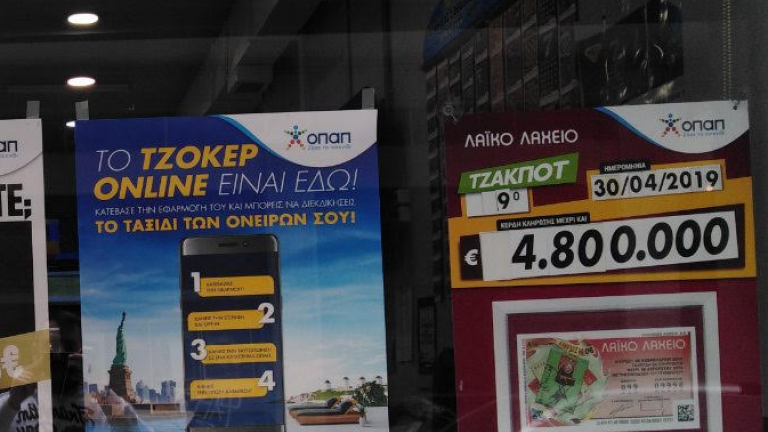 οπαπ
ΤΕ;
οπαπ
ΤΟ ΤΖΟΚΕΡ
ONLINE ΕΙΝΑΙ ΕΔΩ!
ΚΑΤΕΒΑΣΕ ΤΗΝ ΕΦΑΡΜΟΓΗ ΤΟΥ ΚΑΙ ΜΠΟΡΕΙΣ ΝΑ ΔΙΕΚΔΙΚΗΣΕΙΣ
ΤΟ ΤΑΞΙΔΙ ΤΩΝ ΟΝΕΙΡΩΝ ΣΟΥ!
1
2
3
4
οπαπ
ΛΑΪΚΟ ΛΑΧΕΙΟ
ΤΖΑΚΠΟΤ
9Ο
ΗΜΕΡΟΜΗΝΙΑ
30/04/2019
ΚΕΡΔΗ ΚΛΗΡΩΣΗΣ ΜΕΧΡΙ ΚΑΙ
€ 4.800.000
ΛΑΪΚΟ ΛΑΧΕΙΟ